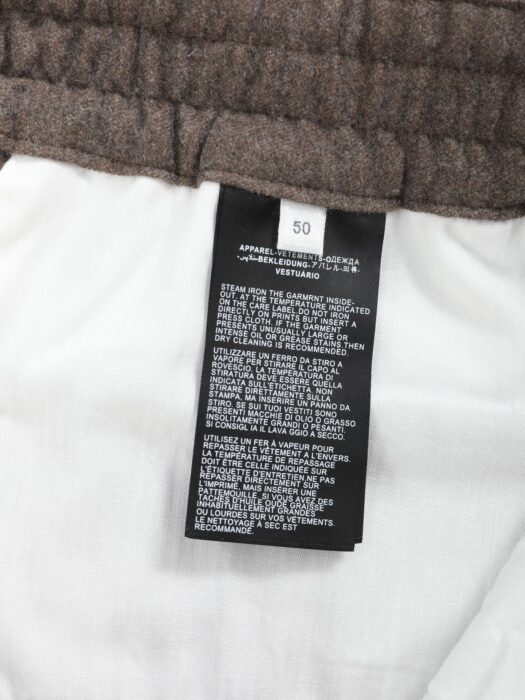 50
APPAREL-VETEMENTS-ОДЕЖДА
-BEKLEIDUNG-アパレル-
VESTUÁRIO
STEAM IRON THE GARMRNT INSIDE-
OUT. AT THE TEMPERATURE INDICATED
ON THE CARE LABEL DO NOT IRON
DIRECTLY ON PRINTS BUT INSERT A
PRESS CLOTH. IF THE GARMENT
PRESENTS UNUSUALLY LARGE OR
INTENSE OIL OR GREASE STAINS,THEN
DRY CLEANING IS RECOMMENDED.
UTILIZZARE UN FERRO DA STIRO A
VAPORE PER STIRARE IL CAPO AL
ROVESCIO. LA TEMPERATURA DI
STIRATURA DEVE ESSERE QUELLA
INDICATA SULL'ETICHETTA, NON
STIRARE DIRETTAMENTE SULLA
STAMPA, MA INSERIRE UN PANNO DA
STIRO. SE SUI TUOI VESTITI SONO
PRESENTI MACCHIE DI OLIO O GRASSO
INSOLITAMENTE GRANDI O PESANTI.
SI CONSIGLIA IL LAVA GGIO A SECCO.
UTILISEZ UN FER À VAPEUR POUR
REPASSER LE VÊTEMENT A L'ENVERS.
LA TEMPÉRATURE DE REPASSAGE
DOIT ÊTRE CELLE INDIQUÉE SUR
L'ÉTIQUETTE D'ENTRETIEN NE PAS
REPASSER DIRECTEMENT SUR
L'IMPRIMÉ, MAIS INSÉRER UNE
PATTEMOUILLE, SI VOUS AVEZ DES
TACHES D'HUILE OUDE GRAISSE
INHABITUELLEMENT GRANDES
OU LOURDES SUR VOS VÊTEMENTS.
LE NETTOYAGE À SEC EST
RECOMMANDÉ.